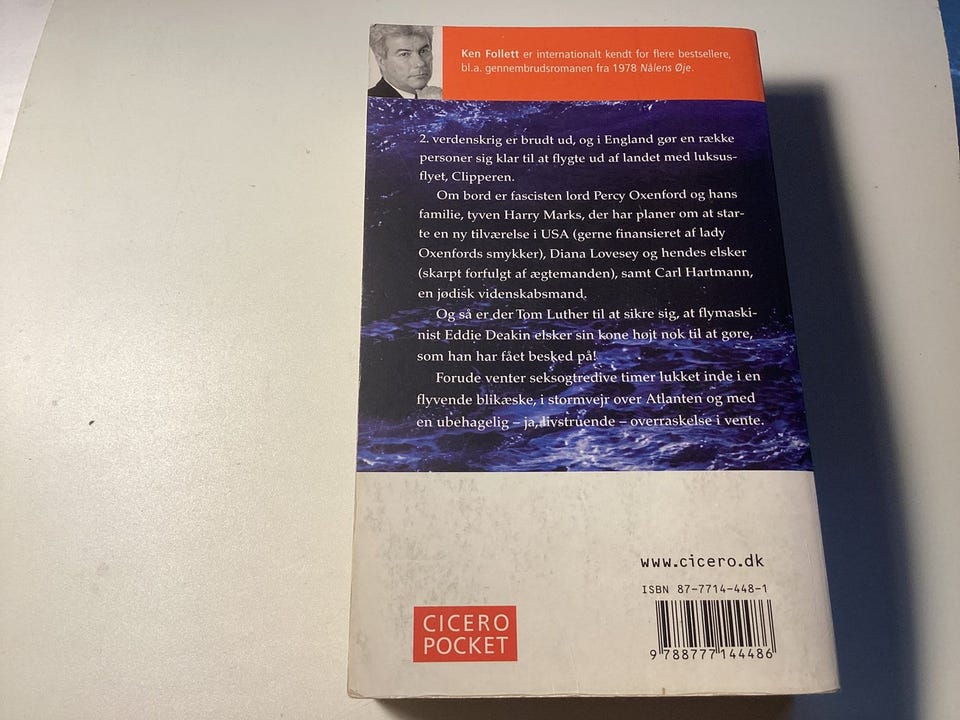 Ken Follett er internationalt kendt for flere bestsellere,
bl.a. gennembrudsromanen fra 1978 Nålens Øje.
2. verdenskrig er brudt ud, og i England gør en række
personer sig klar til at flygte ud af landet med luksus-
flyet, Clipperen.
Om bord er fascisten lord Percy Oxenford og hans
familie, tyven Harry Marks, der har planer om at star-
te en ny tilværelse i USA (gerne finansieret af lady
Oxenfords smykker), Diana Lovesey og hendes elsker
(skarpt forfulgt af ægtemanden), samt Carl Hartmann,
en jødisk videnskabsmand.
Og så er der Tom Luther til at sikre sig, at flymaski-
nist Eddie Deakin elsker sin kone højt nok til at gøre,
som han har fået besked på!
Forude venter seksogtredive timer lukket inde i en
flyvende blikæske, i stormvejr over Atlanten og med
en ubehagelig – ja, livstruende – overraskelse i vente.
www.cicero.dk
ISBN 87-7714-448-1
CICERO
POCKET
9 788777 144486